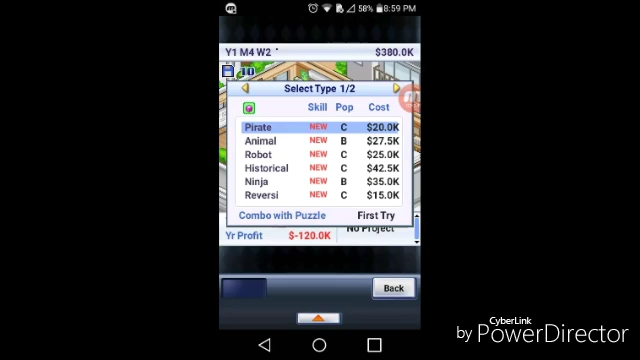 58% 8:59 PM
Y1 M4 W2 $380.0K
10
Select Type 1/2
Skill Pop Cost
Pirate NEW C $20.0K
Animal NEW B $27.5K
Robot NEW C $25.0K
Historical NEW C $42.5K
Ninja NEW B $35.0K
Reversi NEW C $15.0K
Combo with Puzzle First Try
No Project
Yr Profit $-120.0K
Back
CyberLink
by PowerDirector